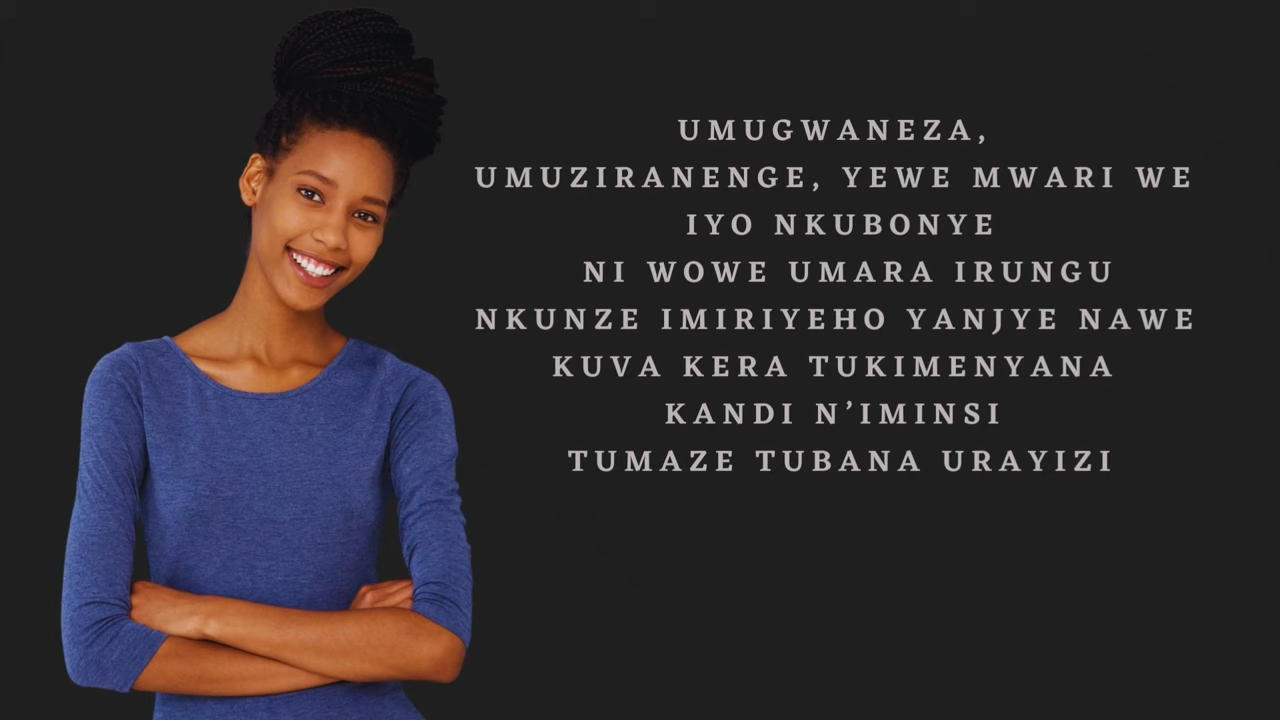 UMUGWANEZA,
UMUZIRANENGE, YEWE MWARI WE
IYO NKUBONYE
NI WOWE UMARA IRUNGU
NKUNZE IMIRIYEHO YANJYE NAWE
KUVA KERA TUKIMENYANA
KANDI N’IMINSI
TUMAZE TUBANA URAYIZI